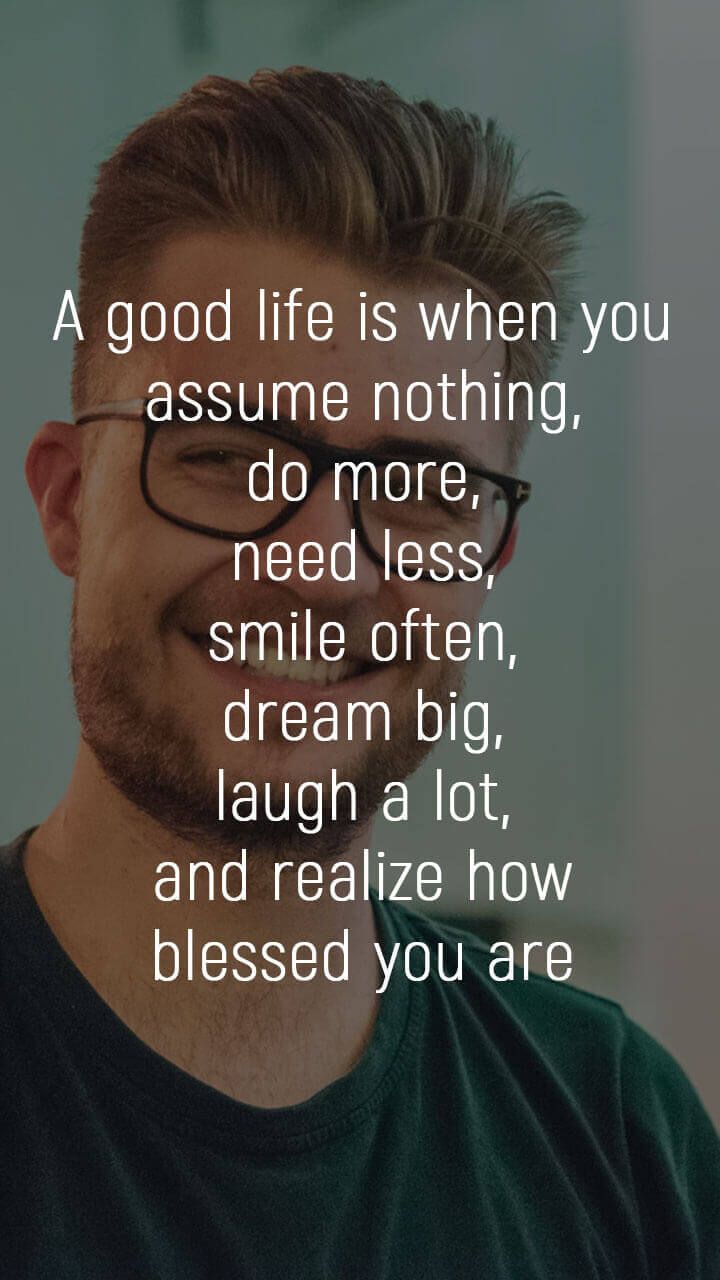 A good life is when you
assume nothing,
do more,
need less,
smile often,
dream big,
laugh a lot,
and realize how
blessed you are